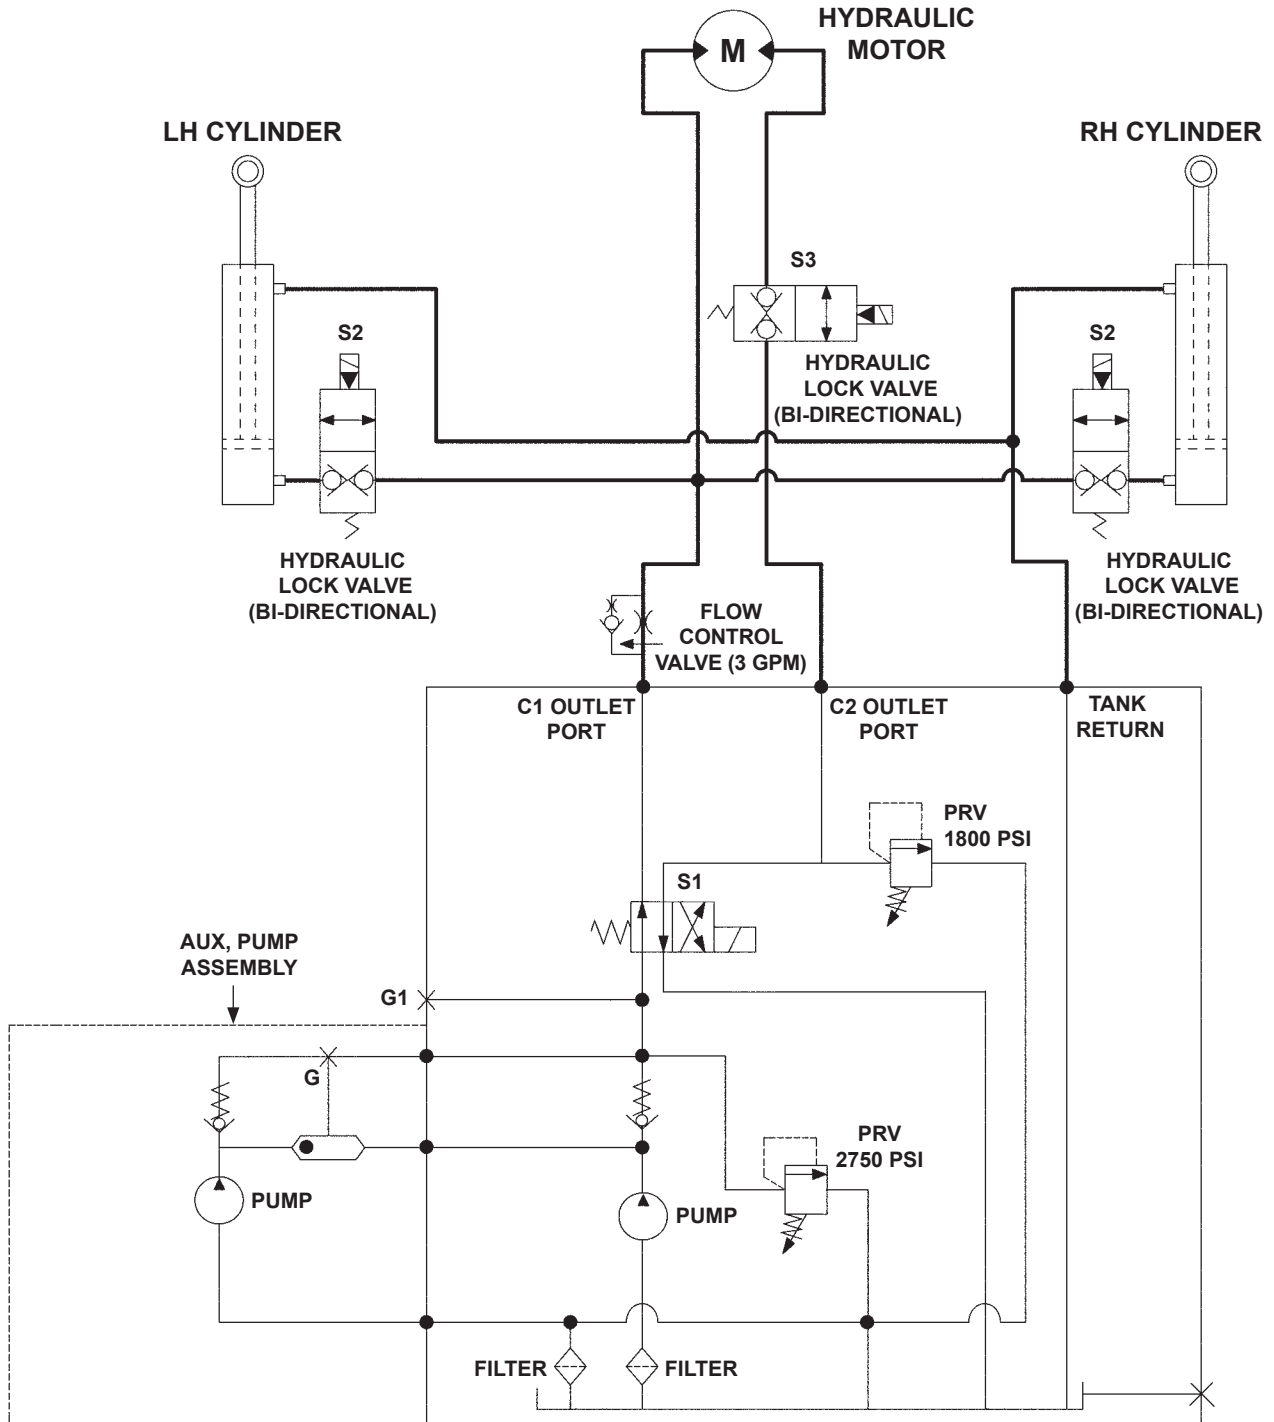 HYDRAULIC
MOTOR
M
LH CYLINDER
RH CYLINDER
S3
S2
S2
HYDRAULIC
LOCK VALVE
(BI-DIRECTIONAL)
HYDRAULIC
LOCK VALVE
(BI-DIRECTIONAL)
HYDRAULIC
LOCK VALVE
(BI-DIRECTIONAL)
FLOW
CONTROL
VALVE (3 GPM)
C1 OUTLET
PORT
C2 OUTLET
PORT
TANK
RETURN
PRV
1800 PSI
S1
AUX, PUMP
ASSEMBLY
G1
G
PRV
2750 PSI
PUMP
PUMP
FILTER
FILTER